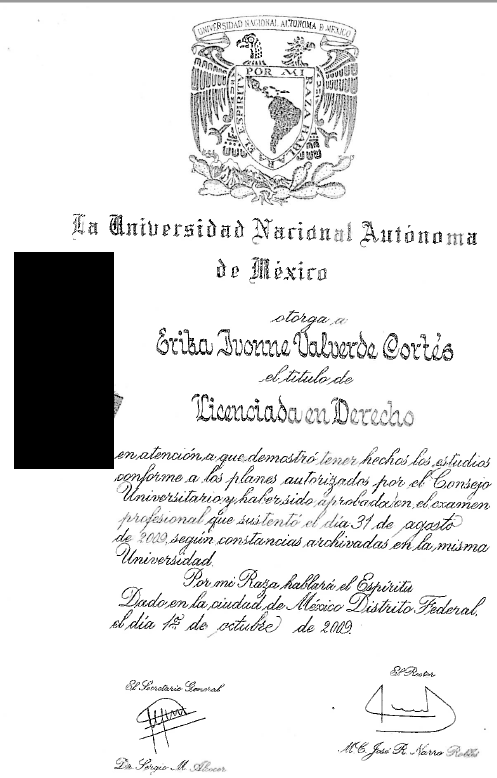 UNIVERSIDAD NACIONAL AUTONOMA D MEXICO
POR MI RAZA HABLARA EL ESPIRITU
La Universidad Nacional Autónoma
de México
otorga a
Erika Ivonne Valverde Cortés
el título de
Licenciada en Derecho
en atención a que demostró tener hechos los estudios
conforme a los planes autorizados por el Consejo
Universitario y haber sido aprobada en el examen
profesional que sustentó el día 31 de agosto
de 2009, según constancias archivadas en la misma
Universidad.
Por mi Raza hablará el Espíritu
Dado en la ciudad de México Distrito Federal,
el día 1º de octubre de 2009.
El Secretario General
El Rector
Dr. Sergio M. Alcocer
M C José R. Narro Robles